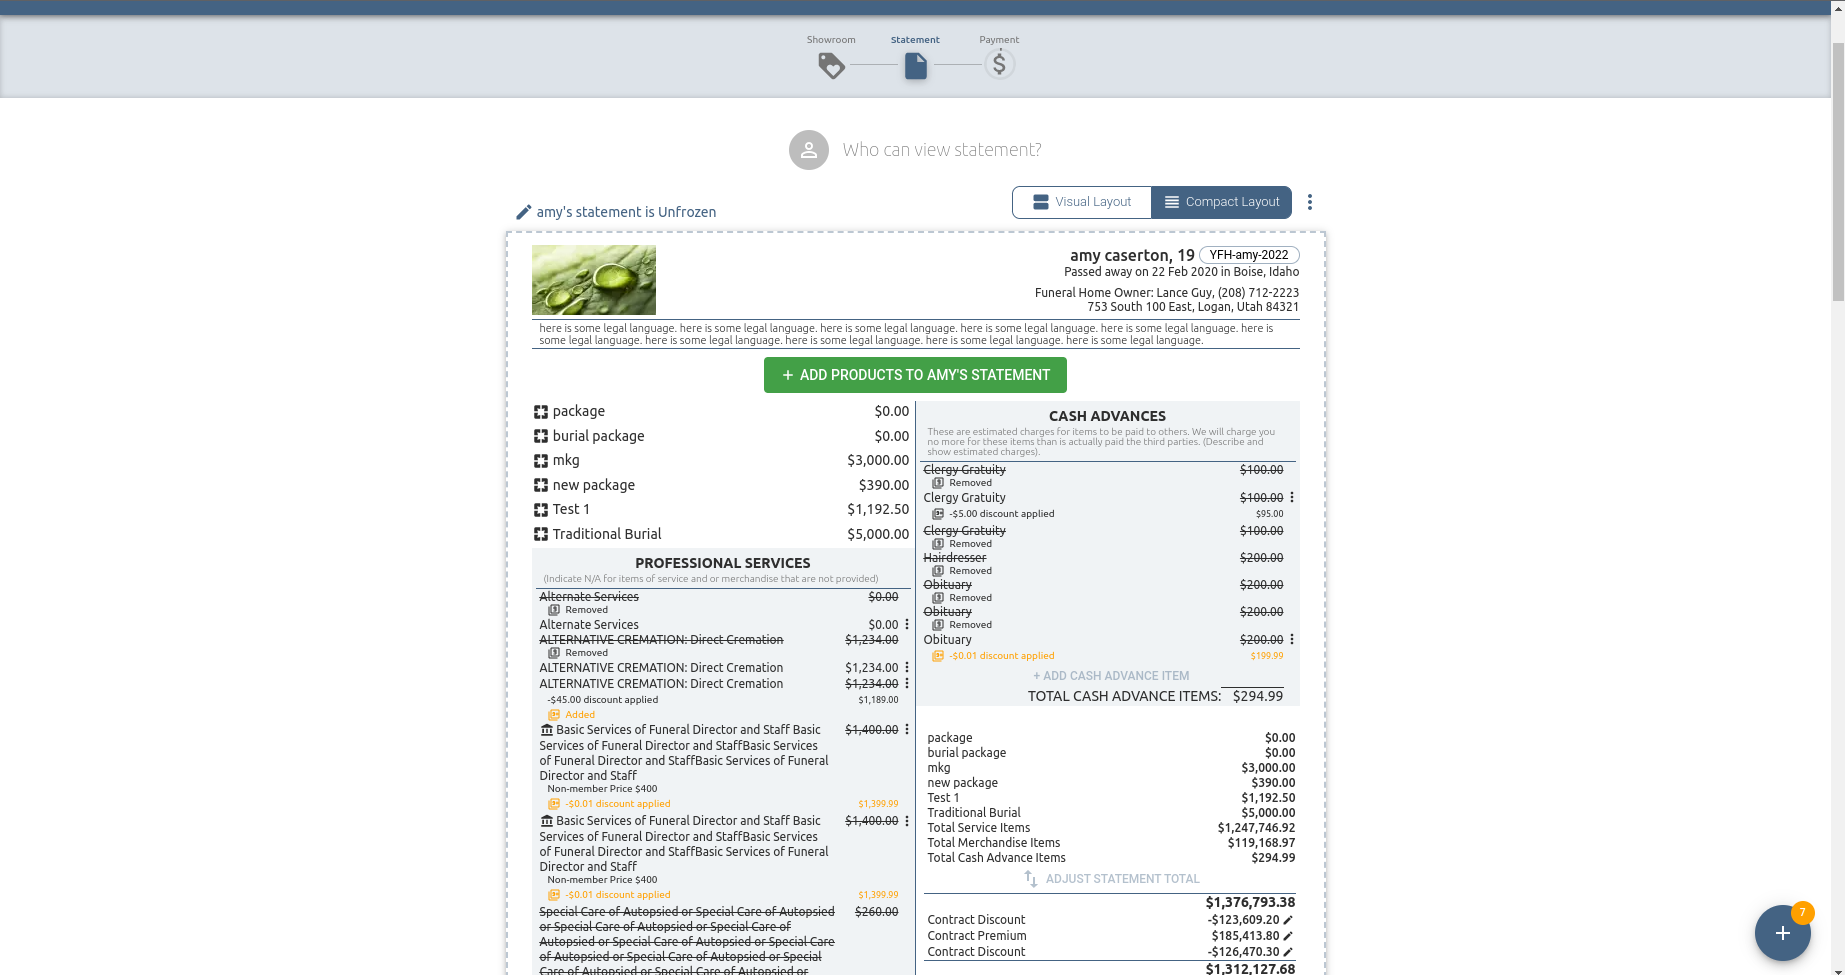 Showroom
Statement
Payment
Who can view statement?
amy's statement is Unfrozen
Visual Layout
Compact Layout
amy caserton, 19 YFH-amy-2022
Passed away on 22 Feb 2020 in Boise, Idaho
Funeral Home Owner: Lance Guy, (208) 712-2223
753 South 100 East, Logan, Utah 84321
here is some legal language. here is some legal language. here is some legal language. here is some legal language. here is some legal language. here is
some legal language. here is some legal language. here is some legal language. here is some legal language. here is some legal language.
+ ADD PRODUCTS TO AMY'S STATEMENT
package $0.00
burial package $0.00
mkg $3,000.00
new package $390.00
Test 1 $1,192.50
Traditional Burial $5,000.00
PROFESSIONAL SERVICES
(Indicate N/A for items of service and or merchandise that are not provided)
Alternate Services $0.00
Removed
Alternate Services $0.00
ALTERNATIVE CREMATION: Direct Cremation $1,234.00
Removed
ALTERNATIVE CREMATION: Direct Cremation $1,234.00
ALTERNATIVE CREMATION: Direct Cremation $1,234.00
-$45.00 discount applied $1,189.00
Added
Basic Services of Funeral Director and Staff Basic $1,400.00
Services of Funeral Director and StaffBasic Services
of Funeral Director and StaffBasic Services of Funeral
Director and Staff
Non-member Price $400
-$0.01 discount applied $1,399.99
Basic Services of Funeral Director and Staff Basic $1,400.00
Services of Funeral Director and StaffBasic Services
of Funeral Director and StaffBasic Services of Funeral
Director and Staff
Non-member Price $400
-$0.01 discount applied $1,399.99
Special Care of Autopsied or Special Care of Autopsied $260.00
or Special Care of Autopsied or Special Care of
Autopsied or Special Care of Autopsied or Special Care
of Autopsied or Special Care of Autopsied or Special
Care of Autopsied or Special Care of Autopsied or
CASH ADVANCES
These are estimated charges for items to be paid to others. We will charge you
no more for these items than is actually paid the third parties. (Describe and
show estimated charges).
Clergy Gratuity $100.00
Removed
Clergy Gratuity $100.00
-$5.00 discount applied $95.00
Clergy Gratuity $100.00
Removed
Hairdresser $200.00
Removed
Obituary $200.00
Removed
Obituary $200.00
Removed
Obituary $200.00
-$0.01 discount applied $199.99
+ ADD CASH ADVANCE ITEM
TOTAL CASH ADVANCE ITEMS: $294.99
package $0.00
burial package $0.00
mkg $3,000.00
new package $390.00
Test 1 $1,192.50
Traditional Burial $5,000.00
Total Service Items $1,247,746.92
Total Merchandise Items $119,168.97
Total Cash Advance Items $294.99
ADJUST STATEMENT TOTAL
$1,376,793.38
Contract Discount -$123,609.20
Contract Premium $185,413.80
Contract Discount -$126,470.30
$1,312,127.68
7